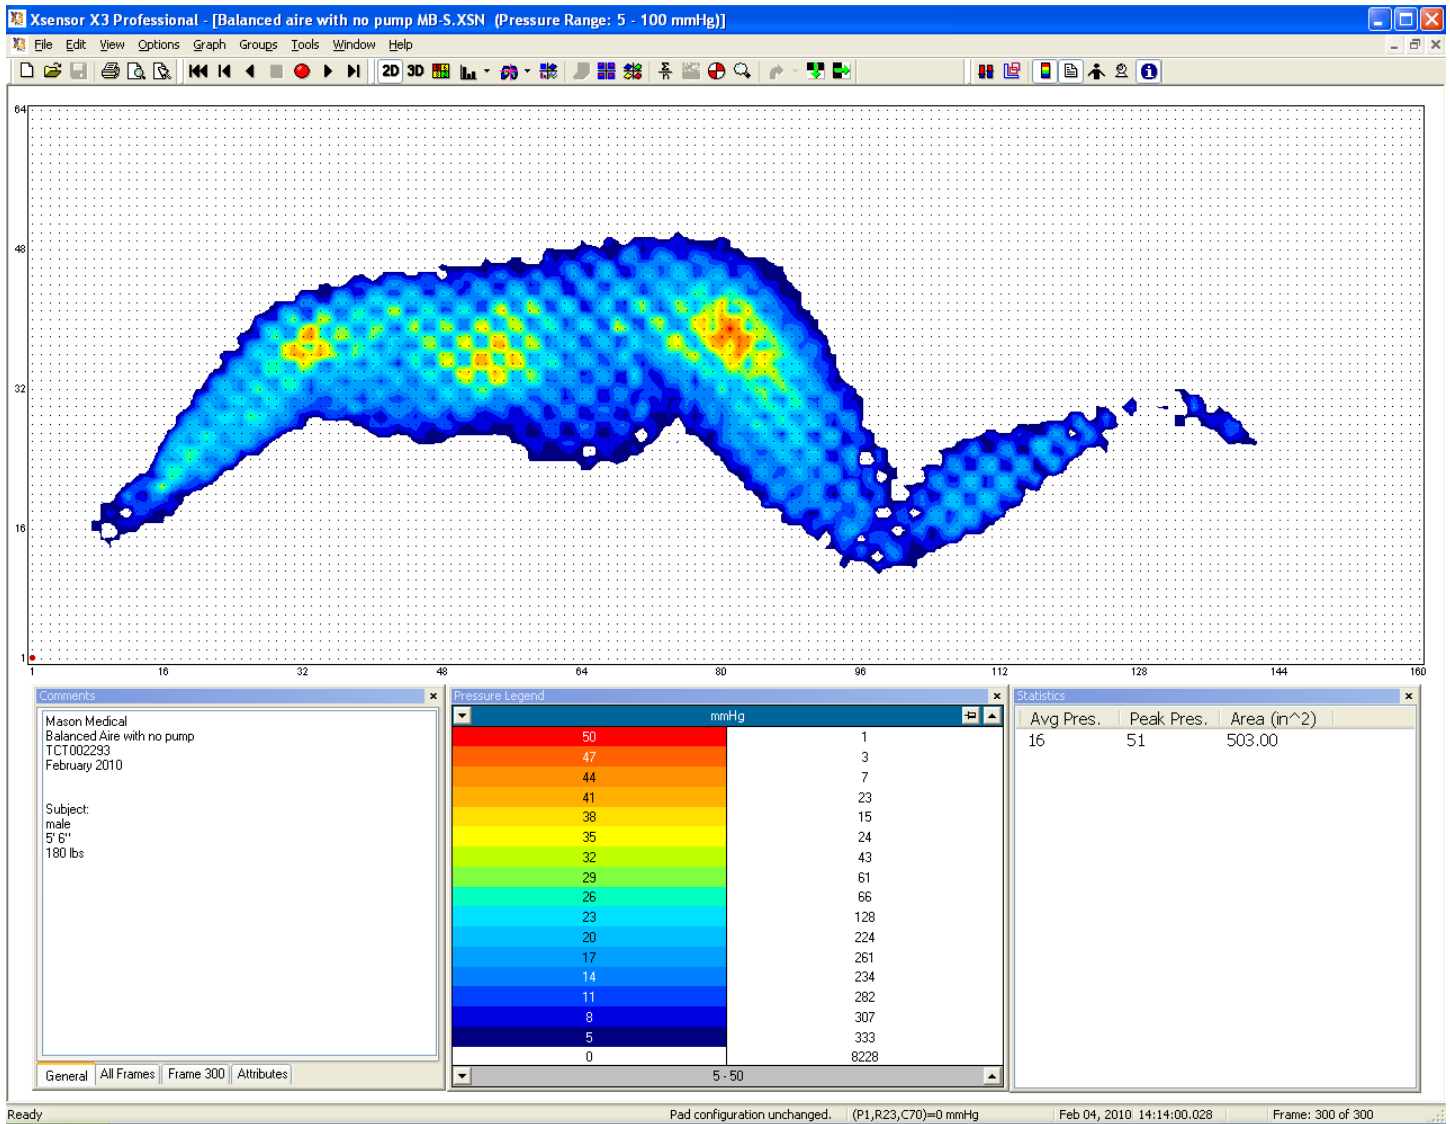 Xsensor X3 Professional - [Balanced aire with no pump MB-S.XSN (Pressure Range: 5 - 100 mmHg)]
File Edit View Options Graph Groups Tools Window Help
2D 3D
64
48
32
16
1
1 16 32 48 64 80 96 112 128 144 160
Comments
Mason Medical
Balanced Aire with no pump
TCT002293
February 2010
Subject:
male
5' 6"
180 lbs
General All Frames Frame 300 Attributes
Pressure Legend
mmHg
50 1
47 3
44 7
41 23
38 15
35 24
32 43
29 61
26 66
23 128
20 224
17 261
14 234
11 282
8 307
5 333
0 8228
5 - 50
Statistics
Avg Pres. Peak Pres. Area (in^2)
16 51 503.00
Ready Pad configuration unchanged. (P1,R23,C70)=0 mmHg Feb 04, 2010 14:14:00.028 Frame: 300 of 300